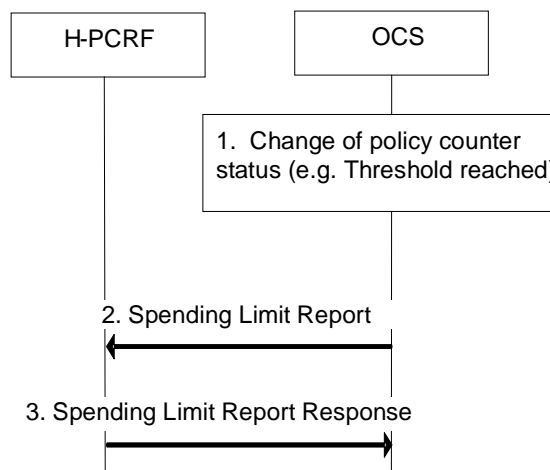 H-PCRF
OCS
1. Change of policy counter
status (e.g. Threshold reached)
2. Spending Limit Report
3. Spending Limit Report Response